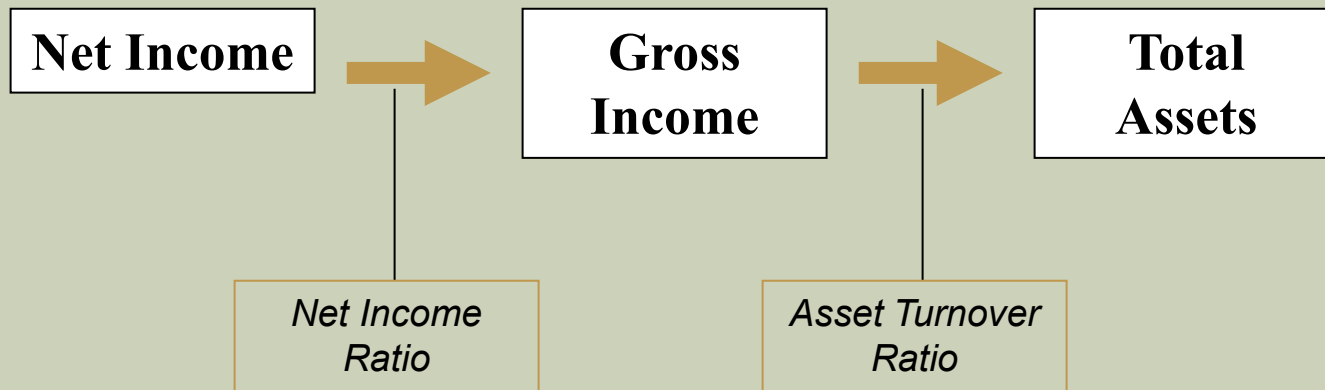 Net Income
Gross
Income
Total
Assets
Net Income
Ratio
Asset Turnover
Ratio